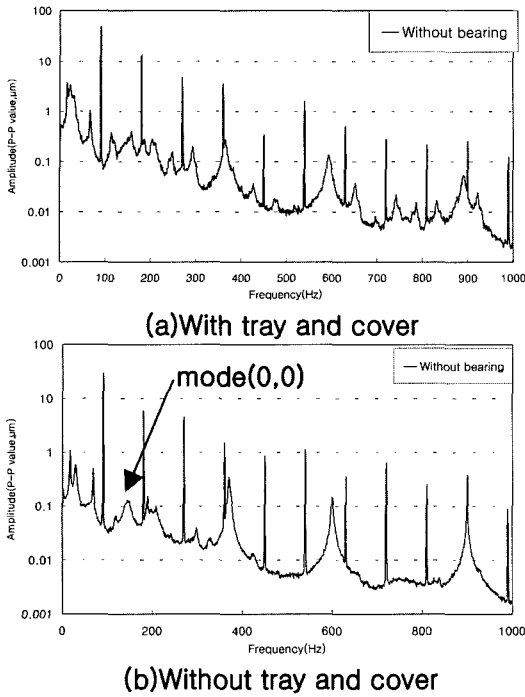 100
10
1
0.1
0.01
0.001
Amplitude(P-P value,μm)
Without bearing
0 100 200 300 400 500 600 700 800 900 1000
Frequency(Hz)
(a)With tray and cover
100
10
1
0.1
0.01
0.001
Amplitude(P-P value,μm)
mode(0,0)
Without bearing
0 200 400 600 800 1000
Frequency(Hz)
(b)Without tray and cover